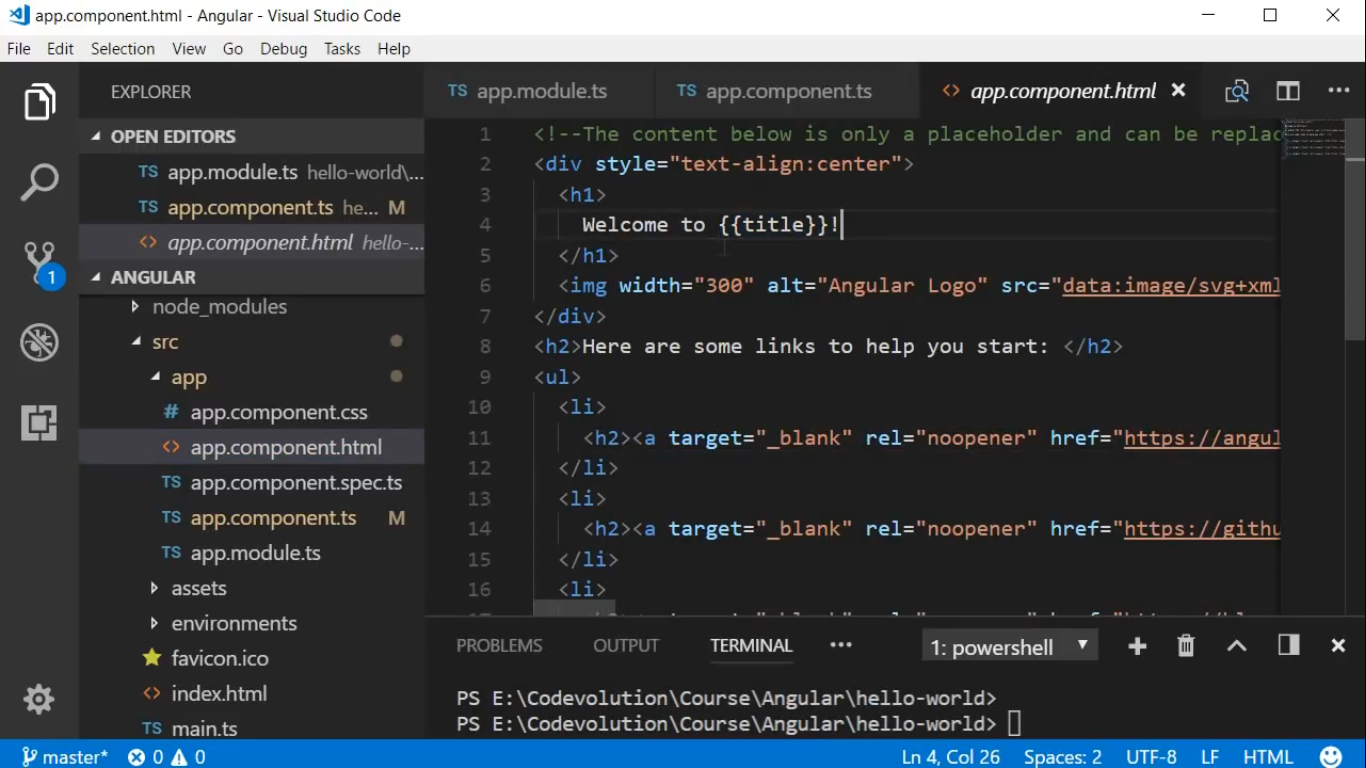 app.component.html - Angular - Visual Studio Code
File Edit Selection View Go Debug Tasks Help
EXPLORER
OPEN EDITORS
TS app.module.ts hello-world\...
TS app.component.ts he... M
<> app.component.html hello-...
1
ANGULAR
node_modules
src
app
# app.component.css
<> app.component.html
TS app.component.spec.ts
TS app.component.ts M
TS app.module.ts
assets
environments
favicon.ico
<> index.html
TS main.ts
TS app.module.ts TS app.component.ts <> app.component.html
1 <!--The content below is only a placeholder and can be replac
2 <div style="text-align:center">
3 <h1>
4 Welcome to {{title}}!
5 </h1>
6 <img width="300" alt="Angular Logo" src="data:image/svg+xml
7 </div>
8 <h2>Here are some links to help you start: </h2>
9 <ul>
10 <li>
11 <h2><a target="_blank" rel="noopener" href="https://angul
12 </li>
13 <li>
14 <h2><a target="_blank" rel="noopener" href="https://githu
15 </li>
16 <li>
PROBLEMS OUTPUT TERMINAL ... 1: powershell
PS E:\Codevolution\Course\Angular\hello-world>
PS E:\Codevolution\Course\Angular\hello-world>
master* 0 0 Ln 4, Col 26 Spaces: 2 UTF-8 LF HTML